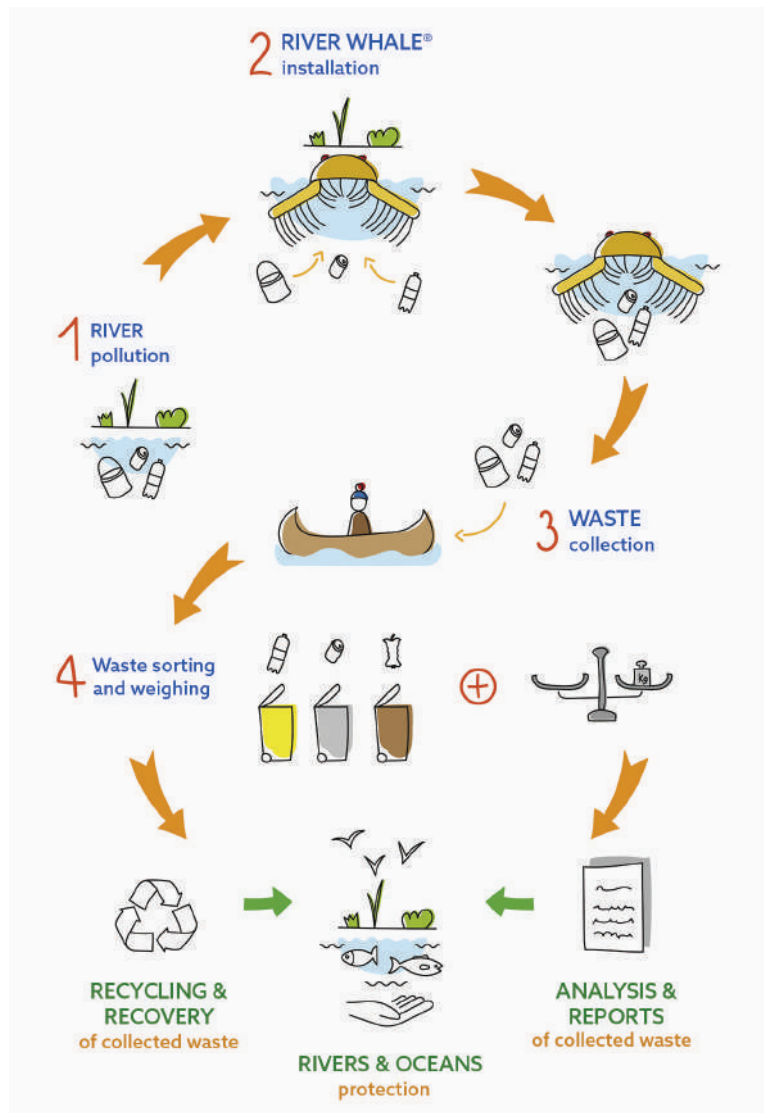 2 RIVER WHALE®
installation
1 RIVER
pollution
3 WASTE
collection
4 Waste sorting
and weighing
Kg
RECYCLING &
RECOVERY
of collected waste
RIVERS & OCEANS
protection
ANALYSIS &
REPORTS
of collected waste